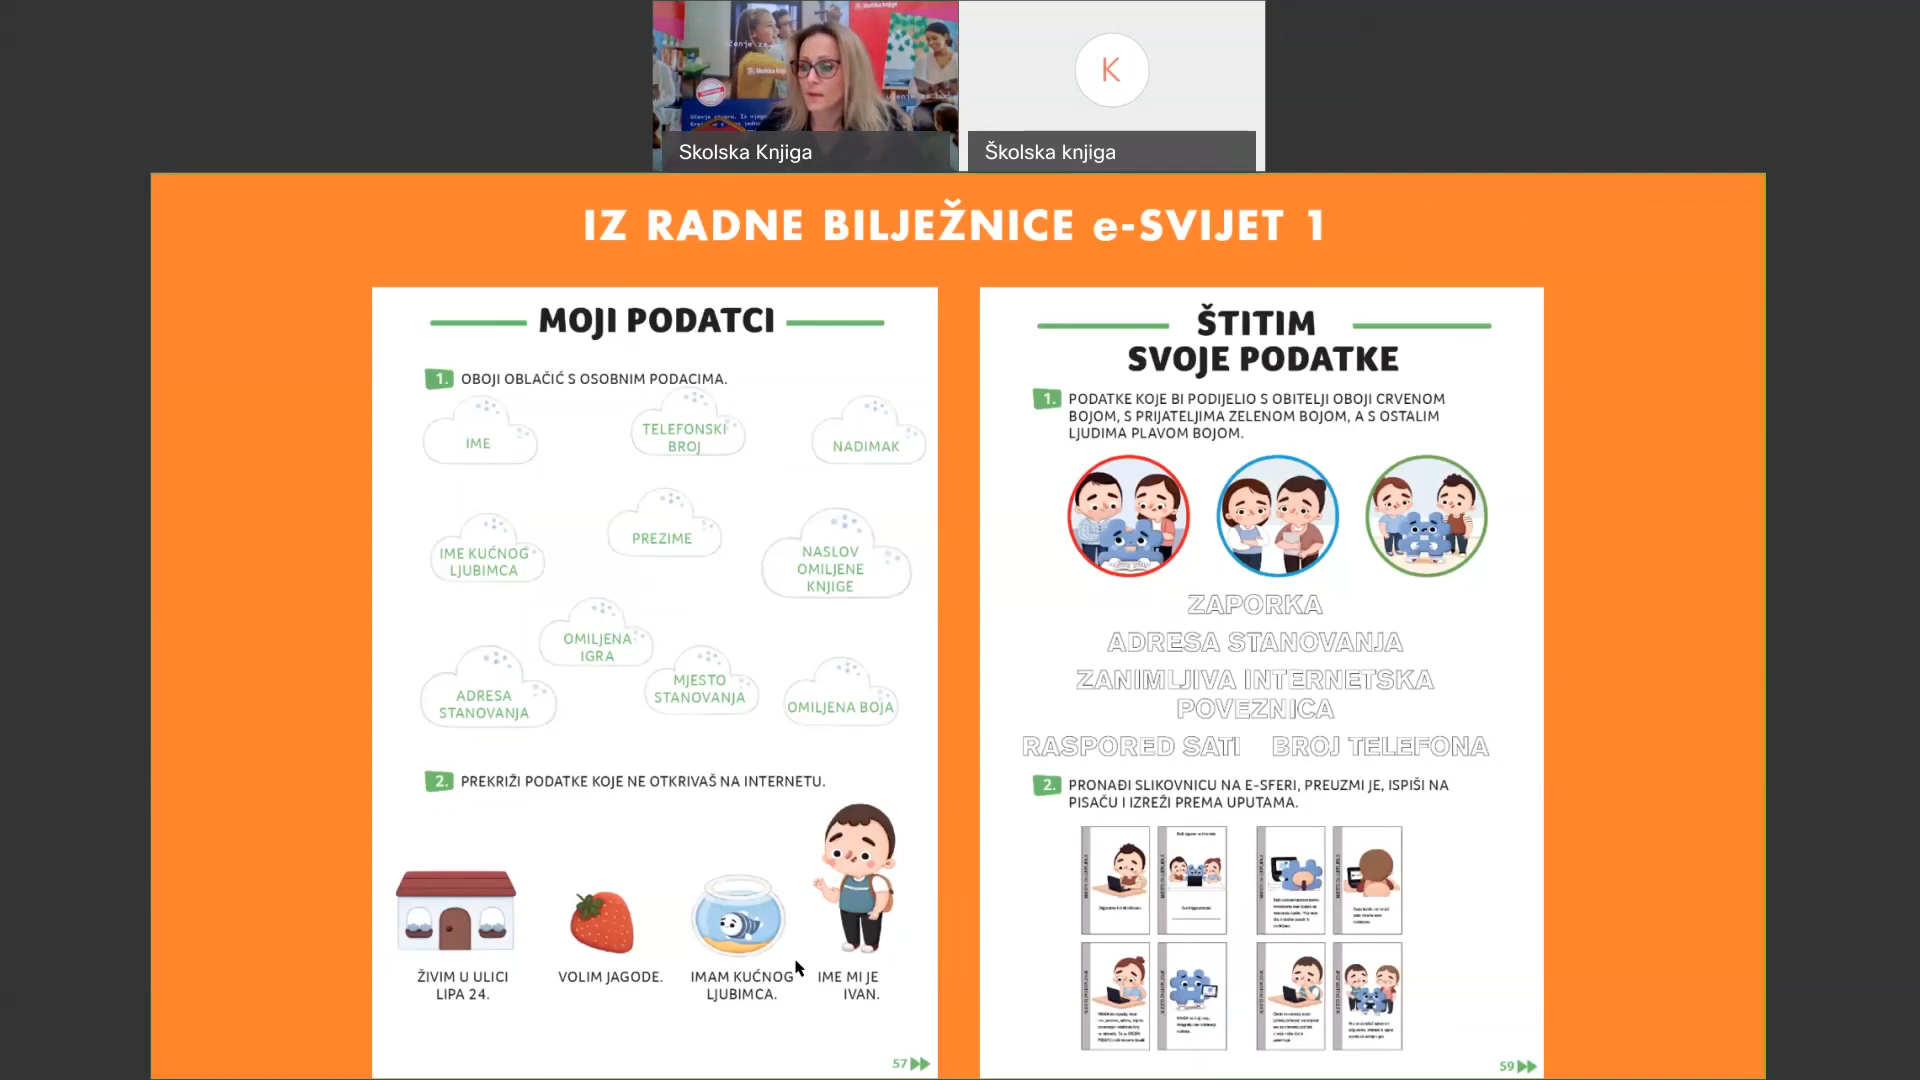 Skolska Knjiga
K
Školska knjiga
IZ RADNE BILJEŽNICE e-SVIJET 1
MOJI PODATCI
1. OBOJI OBLAČIĆ S OSOBNIM PODACIMA.
IME
TELEFONSKI
BROJ
NADIMAK
IME KUĆNOG
LJUBIMCA
PREZIME
NASLOV
OMILJENE
KNJIGE
OMILJENA
IGRA
ADRESA
STANOVANJA
MJESTO
STANOVANJA
OMILJENA BOJA
2. PREKRIŽI PODATKE KOJE NE OTKRIVAŠ NA INTERNETU.
ŽIVIM U ULICI
LIPA 24.
VOLIM JAGODE.
IMAM KUĆNOG
LJUBIMCA.
IME MI JE
IVAN.
57
ŠTITIM
SVOJE PODATKE
1. PODATKE KOJE BI PODIJELIO S OBITELJI OBOJI CRVENOM
BOJOM, S PRIJATELJIMA ZELENOM BOJOM, A S OSTALIM
LJUDIMA PLAVOM BOJOM.
ZAPORKA
ADRESA STANOVANJA
ZANIMLJIVA INTERNETSKA
POVEZNICA
RASPORED SATI BROJ TELEFONA
2. PRONAĐI SLIKOVNICU NA E-SFERI, PREUZMI JE, ISPIŠI NA
PISAČU I IZREŽI PREMA UPUTAMA.
59